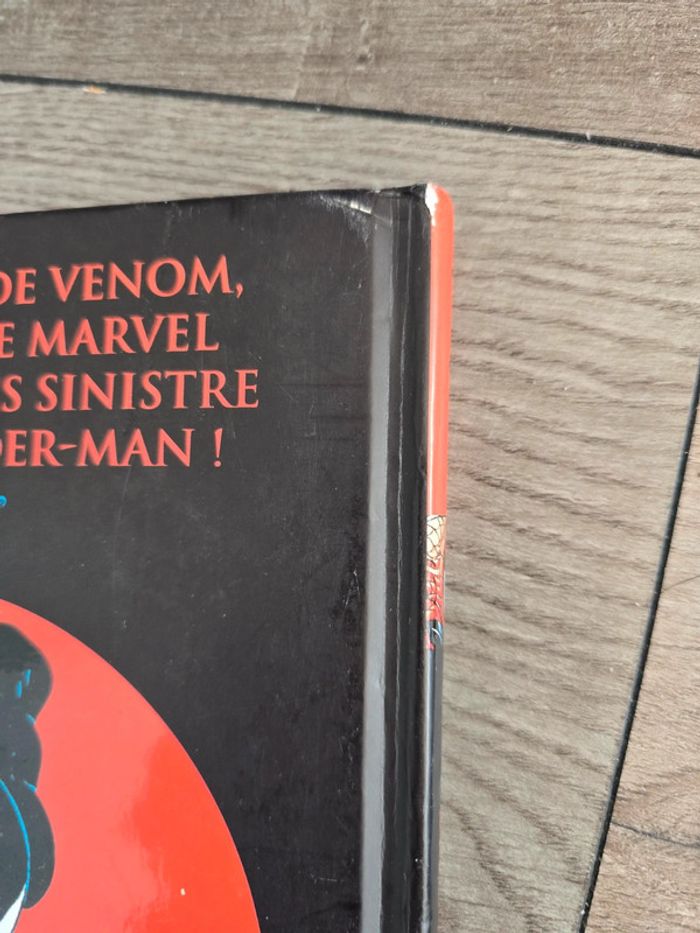 DE VENOM,
E MARVEL
S SINISTRE
DER-MAN !